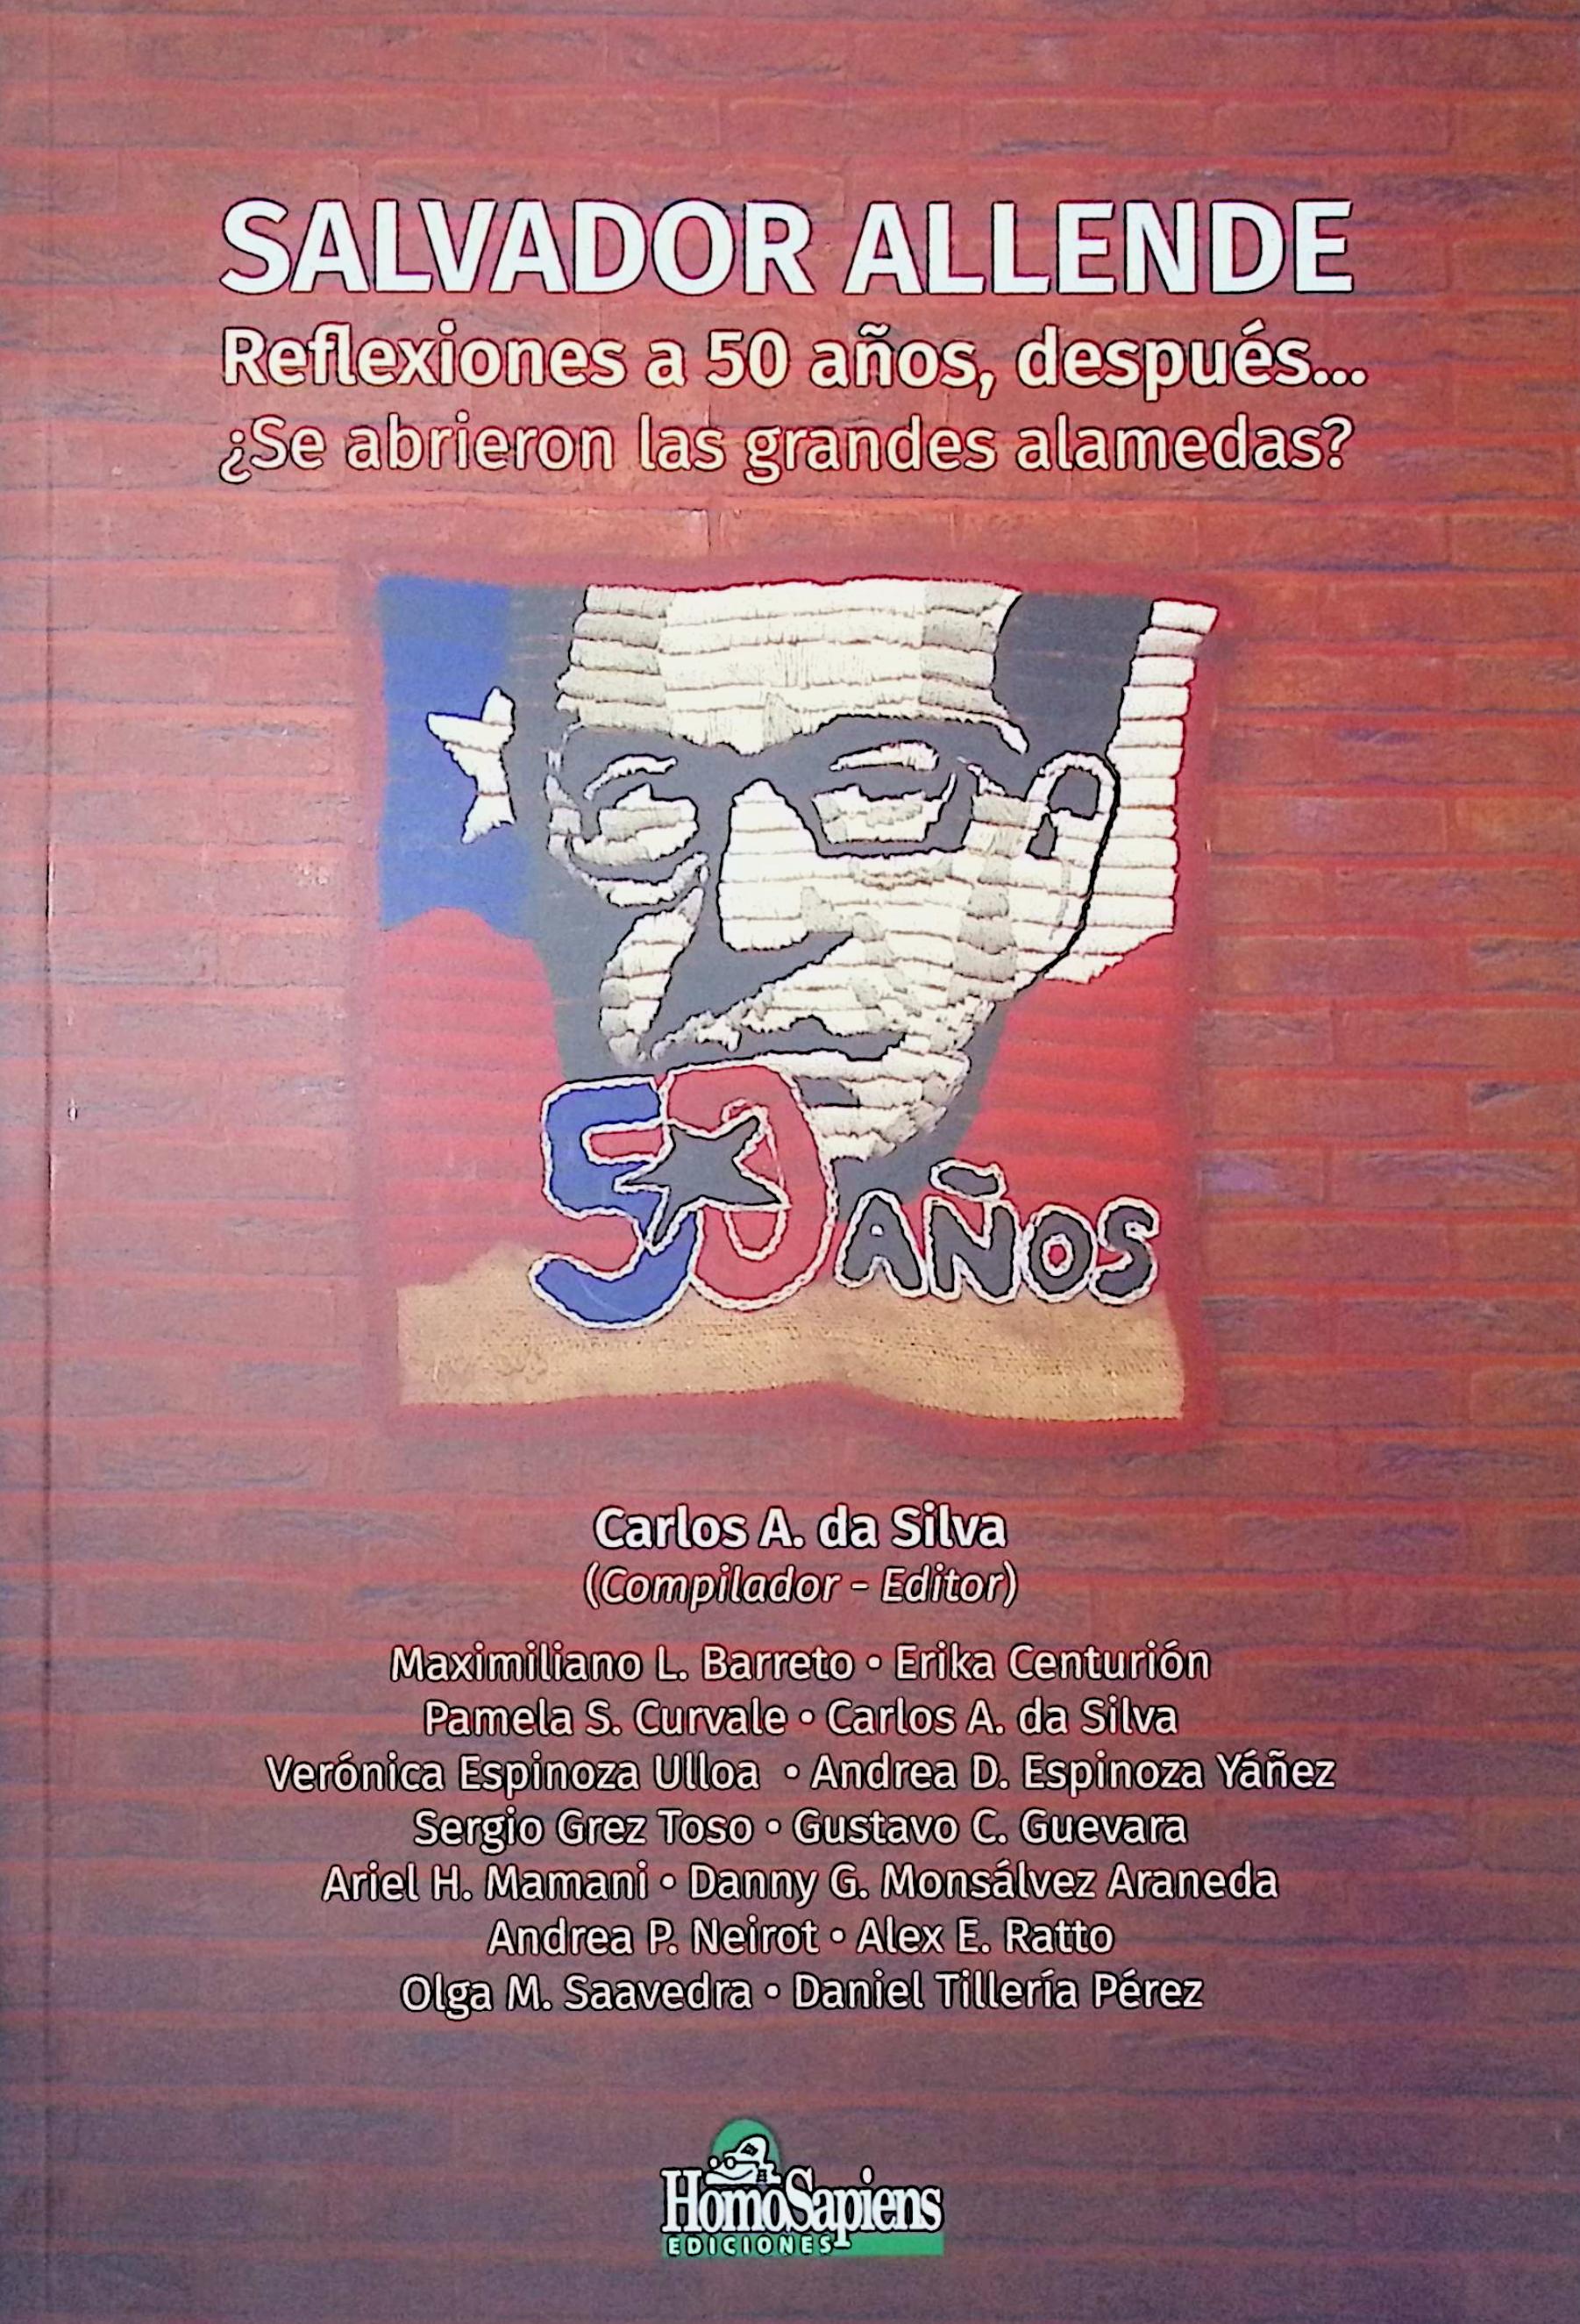 SALVADOR ALLENDE
Reflexiones a 50 años, después...
¿Se abrieron las grandes alamedas?
50 AÑOS
Carlos A. da Silva
(Compilador - Editor)
Maximiliano L. Barreto • Erika Centurión
Pamela S. Curvale • Carlos A. da Silva
Verónica Espinoza Ulloa • Andrea D. Espinoza Yáñez
Sergio Grez Toso • Gustavo C. Guevara
Ariel H. Mamani • Danny G. Monsálvez Araneda
Andrea P. Neirot • Alex E. Ratto
Olga M. Saavedra • Daniel Tillería Pérez
HomoSapiens
EDICIONES